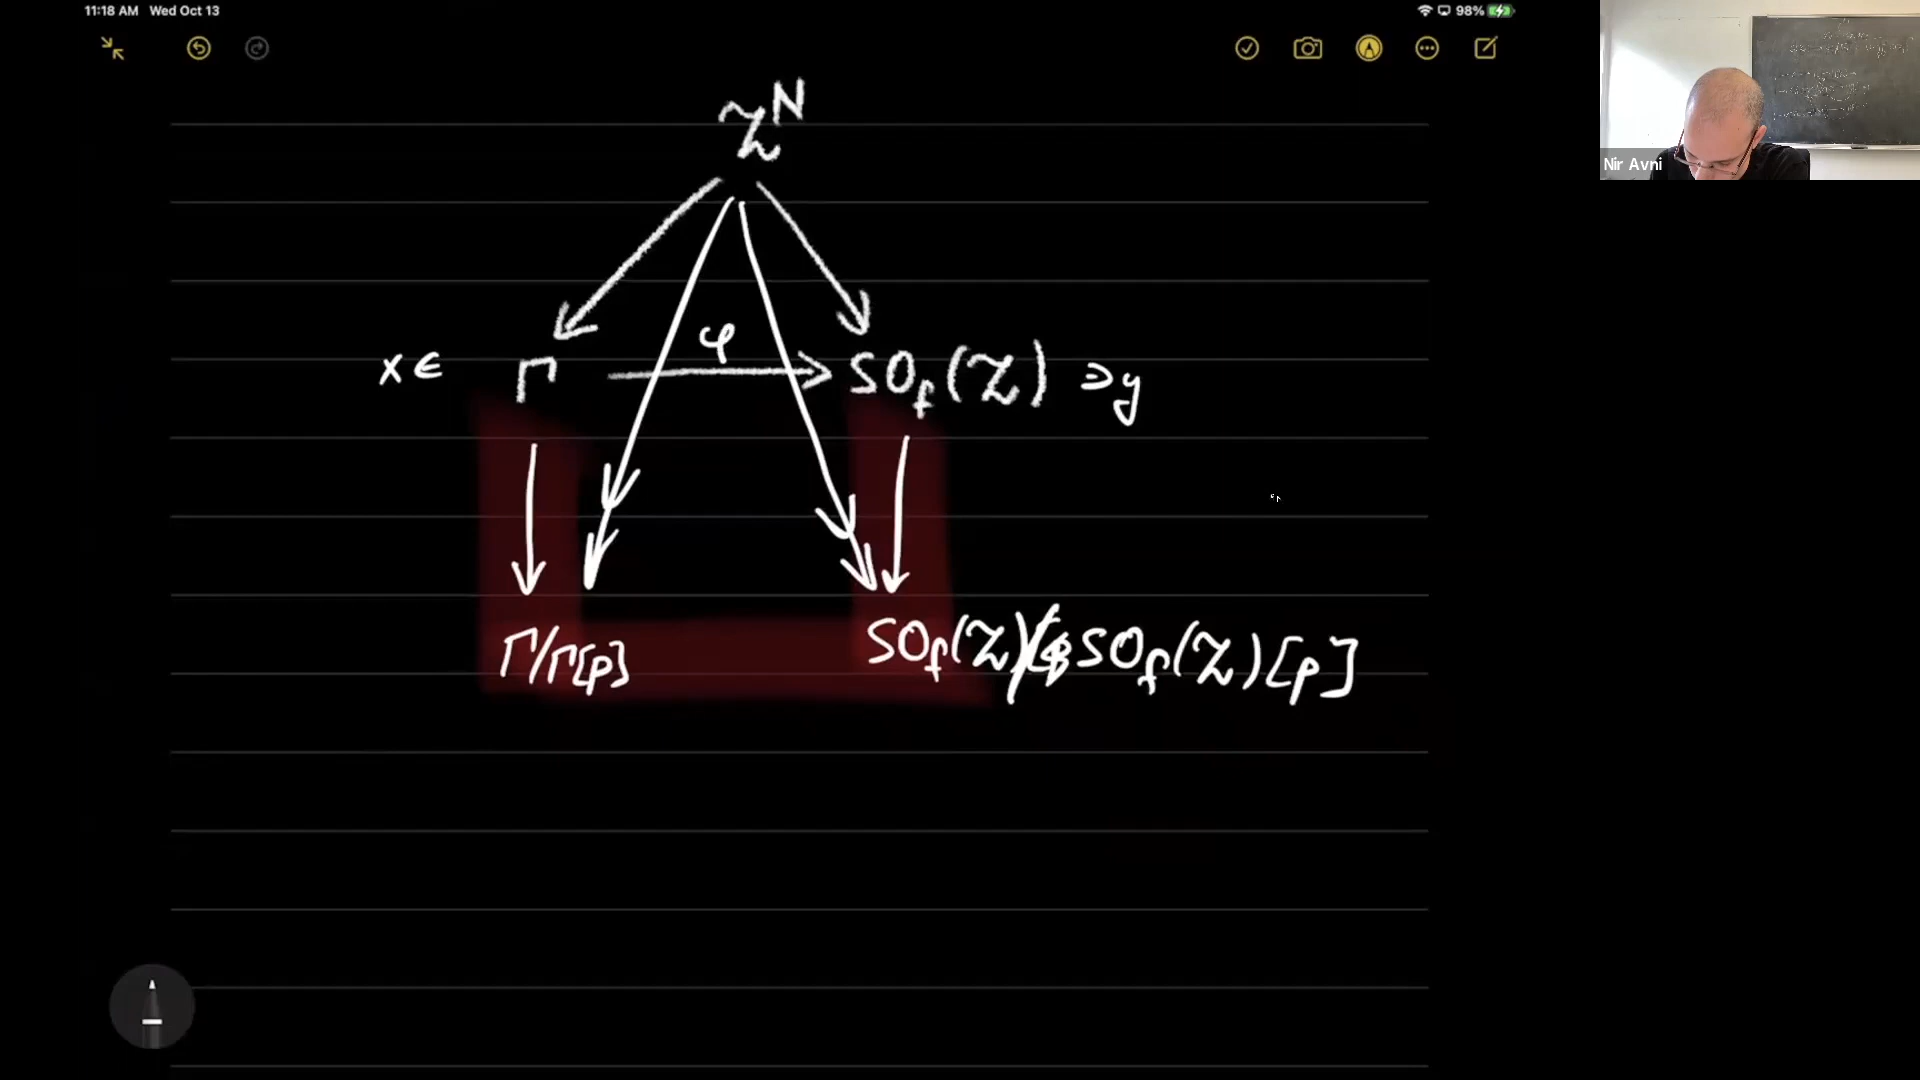 11:18 AM Wed Oct 13
98%
ℤ^N
φ
x ∈ Γ → SO_f(ℤ) ∋ y
Γ/Γ[p] SO_f(ℤ)/SO_f(ℤ)[p]
Nir Avni